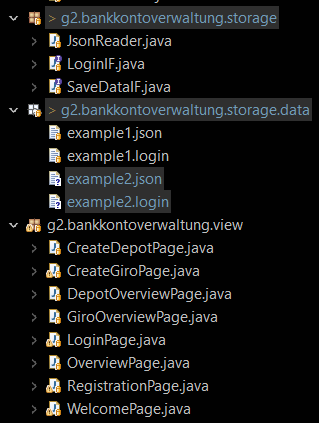 > g2.bankkontoverwaltung.storage
JsonReader.java
LoginIF.java
SaveDataIF.java
> g2.bankkontoverwaltung.storage.data
example1.json
example1.login
example2.json
example2.login
g2.bankkontoverwaltung.view
CreateDepotPage.java
CreateGiroPage.java
DepotOverviewPage.java
GiroOverviewPage.java
LoginPage.java
OverviewPage.java
RegistrationPage.java
WelcomePage.java